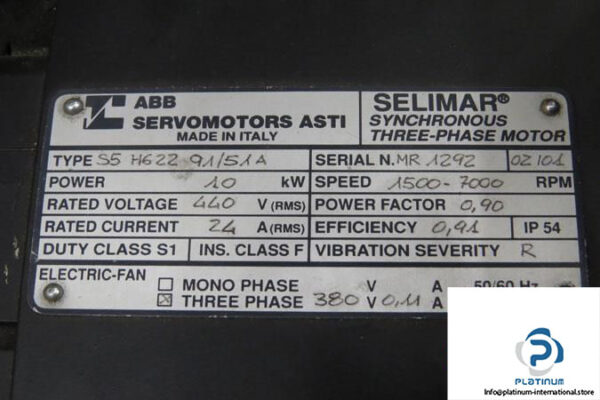 ABB
SERVOMOTORS ASTI
MADE IN ITALY
SELIMAR®
SYNCHRONOUS
THREE-PHASE MOTOR
TYPE S5 H622 91/51A SERIAL N. MR 1292 02101
POWER 10 kW SPEED 1500-7000 RPM
RATED VOLTAGE 440 V (RMS) POWER FACTOR 0,90
RATED CURRENT 24 A (RMS) EFFICIENCY 0,91 IP 54
DUTY CLASS S1 INS. CLASS F VIBRATION SEVERITY R
ELECTRIC-FAN
MONO PHASE V A 50/60 Hz
THREE PHASE 380 V 0,11 A
PLATINUM
info@platinum-international.store